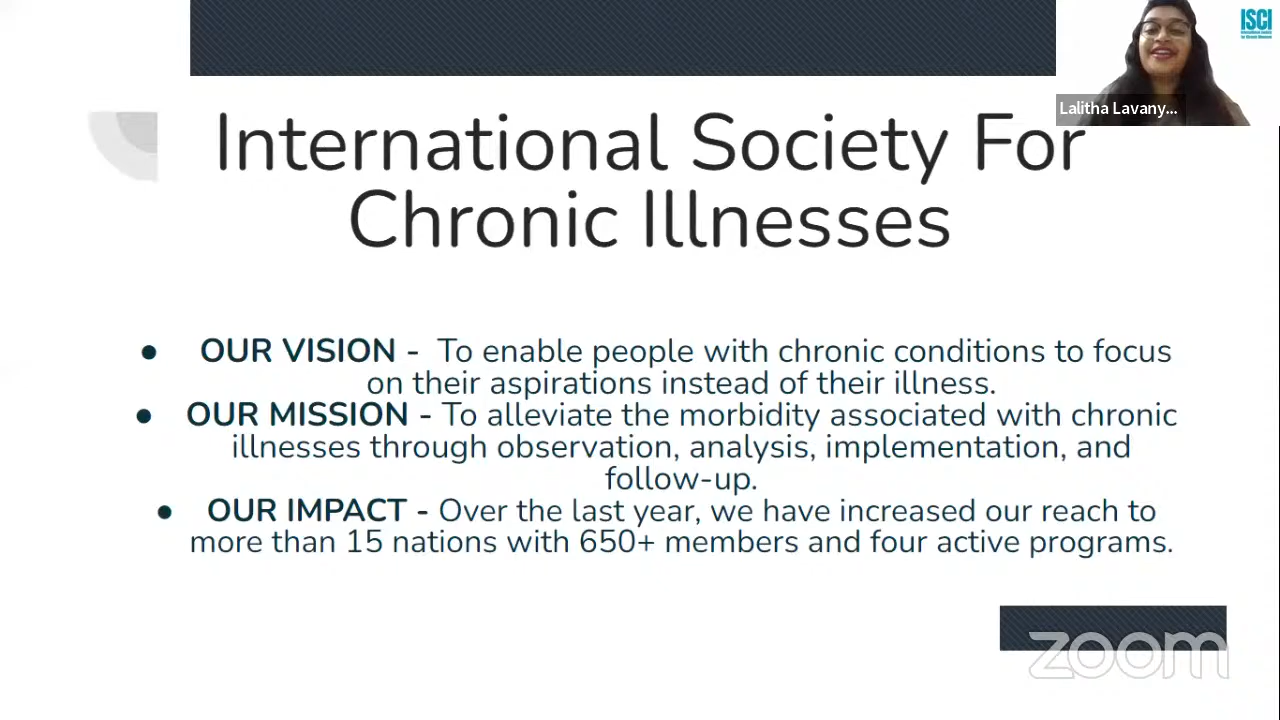 ISCI
Lalitha Lavany...
International Society For
Chronic Illnesses
● OUR VISION - To enable people with chronic conditions to focus
on their aspirations instead of their illness.
● OUR MISSION - To alleviate the morbidity associated with chronic
illnesses through observation, analysis, implementation, and
follow-up.
● OUR IMPACT - Over the last year, we have increased our reach to
more than 15 nations with 650+ members and four active programs.
zoom